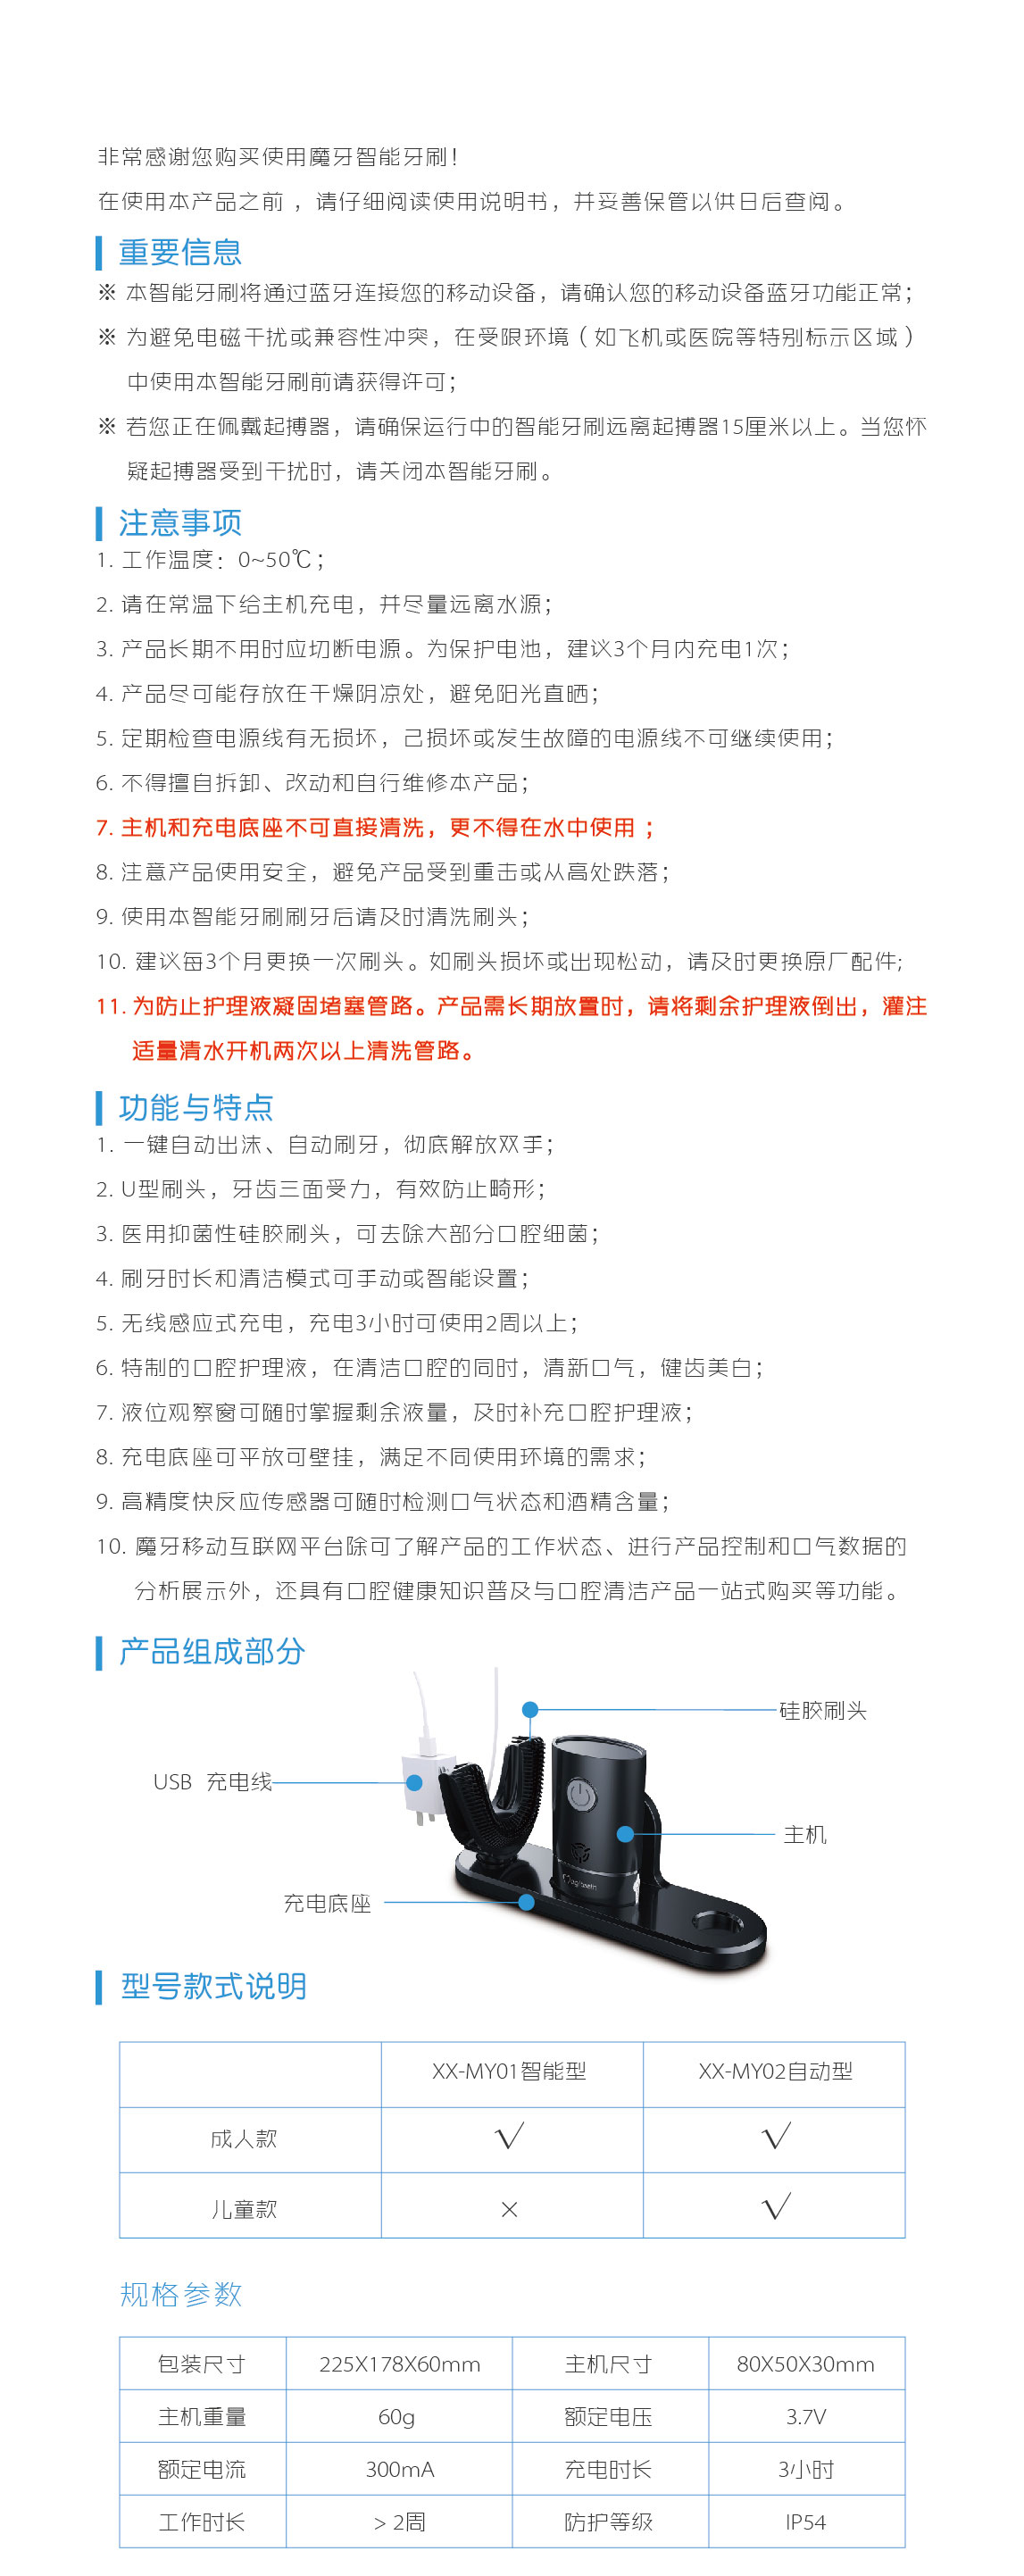 非常感谢您购买使用魔牙智能牙刷！
在使用本产品之前 ，请仔细阅读使用说明书，并妥善保管以供日后查阅。
重要信息
※ 本智能牙刷将通过蓝牙连接您的移动设备，请确认您的移动设备蓝牙功能正常；
※ 为避免电磁干扰或兼容性冲突，在受限环境（如飞机或医院等特别标示区域）
中使用本智能牙刷前请获得许可；
※ 若您正在佩戴起搏器，请确保运行中的智能牙刷远离起搏器15厘米以上。当您怀
疑起搏器受到干扰时，请关闭本智能牙刷。
注意事项
1. 工作温度：0~50℃；
2. 请在常温下给主机充电，并尽量远离水源；
3. 产品长期不用时应切断电源。为保护电池，建议3个月内充电1次；
4. 产品尽可能存放在干燥阴凉处，避免阳光直晒；
5. 定期检查电源线有无损坏，己损坏或发生故障的电源线不可继续使用；
6. 不得擅自拆卸、改动和自行维修本产品；
7. 主机和充电底座不可直接清洗，更不得在水中使用 ；
8. 注意产品使用安全，避免产品受到重击或从高处跌落；
9. 使用本智能牙刷刷牙后请及时清洗刷头；
10. 建议每3个月更换一次刷头。如刷头损坏或出现松动，请及时更换原厂配件;
11. 为防止护理液凝固堵塞管路。产品需长期放置时，请将剩余护理液倒出，灌注
适量清水开机两次以上清洗管路。
功能与特点
1. 一键自动出沫、自动刷牙，彻底解放双手；
2. U型刷头，牙齿三面受力，有效防止畸形；
3. 医用抑菌性硅胶刷头，可去除大部分口腔细菌；
4. 刷牙时长和清洁模式可手动或智能设置；
5. 无线感应式充电，充电3小时可使用2周以上；
6. 特制的口腔护理液，在清洁口腔的同时，清新口气，健齿美白；
7. 液位观察窗可随时掌握剩余液量，及时补充口腔护理液；
8. 充电底座可平放可壁挂，满足不同使用环境的需求；
9. 高精度快反应传感器可随时检测口气状态和酒精含量；
10. 魔牙移动互联网平台除可了解产品的工作状态、进行产品控制和口气数据的
分析展示外，还具有口腔健康知识普及与口腔清洁产品一站式购买等功能。
产品组成部分
硅胶刷头
USB 充电线
主机
充电底座
型号款式说明
XX-MY01智能型 XX-MY02自动型
成人款 √ √
儿童款 × √
规格参数
包装尺寸 225X178X60mm 主机尺寸 80X50X30mm
主机重量 60g 额定电压 3.7V
额定电流 300mA 充电时长 3小时
工作时长 > 2周 防护等级 IP54